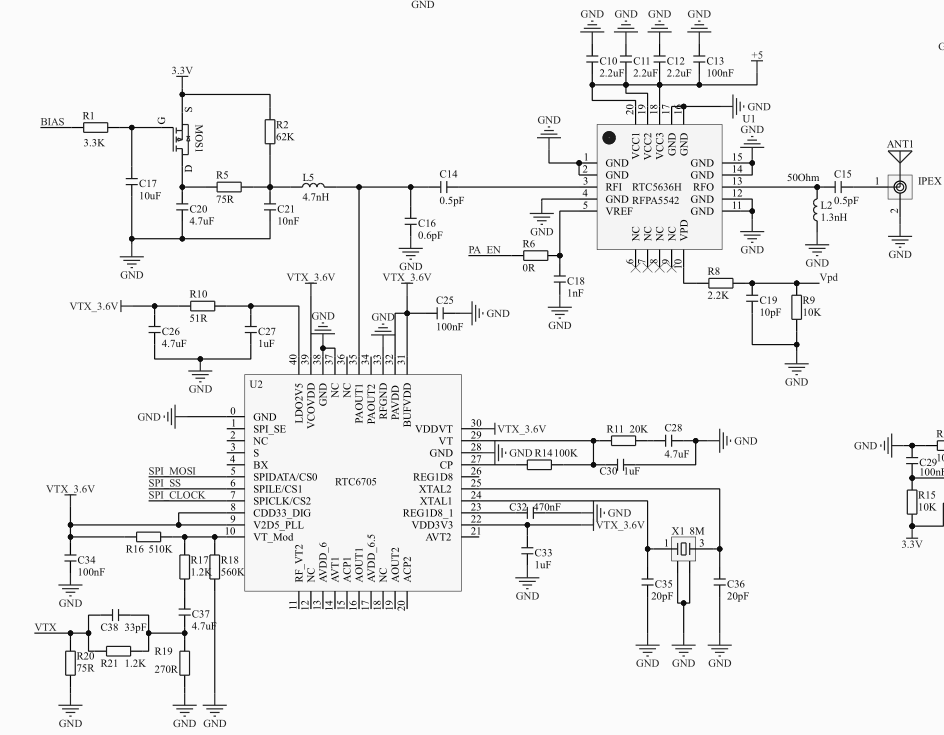 GND
GND
GND
GND
GND
C10
2.2uF
C11
2.2uF
C12
2.2uF
C13
100nF
+5
3.3V
BIAS
R1
3.3K
G
S
D
MOS1
R2
62K
C17
10uF
R5
75R
C20
4.7uF
C21
10nF
GND
L5
4.7nH
C14
0.5pF
C16
0.6pF
GND
GND
GND
PA_EN
R6
0R
C18
1nF
GND
20
19
18
17
16
GND
U1
VCC1
VCC2
VCC3
GND
GND
1
2
3
4
5
GND
GND
RFI
GND
VREF
RTC5636H
RFPA5542
GND
GND
RFO
GND
GND
15
14
13
12
11
NC
NC
NC
NC
VPD
6
7
8
9
10
GND
GND
50Ohm
C15
0.5pF
L2
1.3nH
GND
ANT1
1
2
IPEX
GND
R8
2.2K
Vpd
C19
10pF
R9
10K
GND
VTX_3.6V
R10
51R
C26
4.7uF
C27
1uF
GND
VTX_3.6V
GND
GND
VTX_3.6V
C25
100nF
GND
40
39
38
37
36
35
34
33
32
31
U2
LDO2V5
VCOVDD
GND
NC
NC
PAOUT1
PAOUT2
RFGND
PAVDD
BUFVDD
GND
0
1
2
3
4
5
6
7
8
9
10
GND
SPI_SE
NC
S
BX
SPIDATA/CS0
SPILE/CS1
SPICLK/CS2
CDD33_DIG
V2D5_PLL
VT_Mod
SPI_MOSI
SPI_SS
SPI_CLOCK
RTC6705
VDDVT
VT
GND
CP
REG1D8
XTAL2
XTAL1
REG1D8_1
VDD3V3
AVT2
30
29
28
27
26
25
24
23
22
21
RF_VT2
NC
AVDD_6
AVT1
ACP1
AOUT1
AVDD_6.5
NC
AOUT2
ACP2
11
12
13
14
15
16
17
18
19
20
VTX_3.6V
R11 20K
C28
4.7uF
GND
GND
R14
100K
C30
1uF
C32
470nF
GND
VTX_3.6V
C33
1uF
GND
X1 8M
1
3
C35
20pF
C36
20pF
GND
GND
GND
VTX_3.6V
C34
100nF
GND
R16 510K
R17
1.2K
R18
560K
C37
4.7uF
VTX
C38 33pF
R21 1.2K
R20
75R
R19
270R
GND
GND
GND
GND
C29
100nF
R15
10K
3.3V